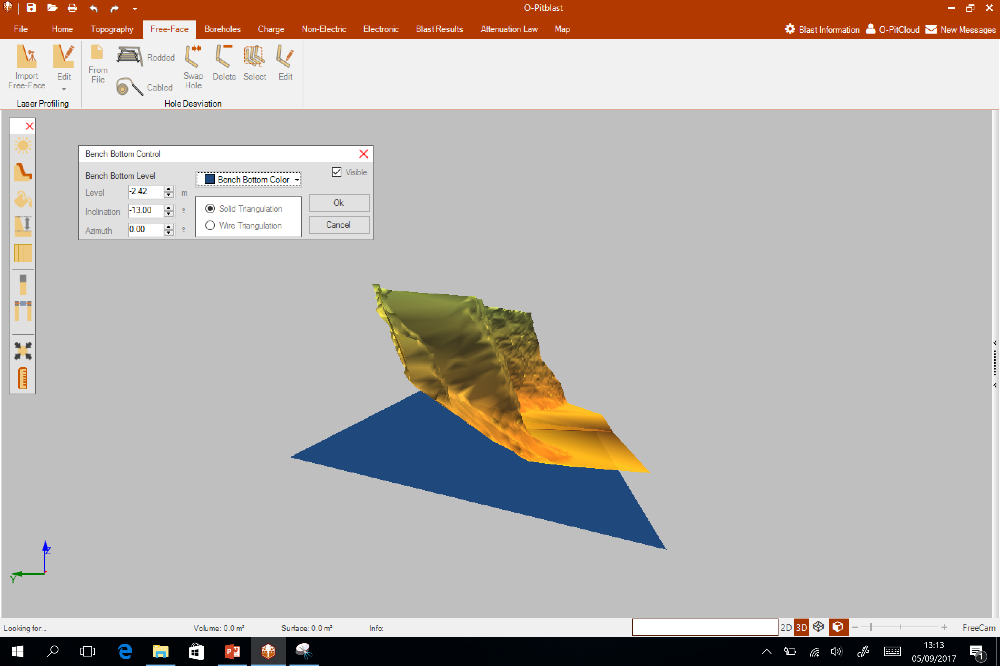 O-Pitblast
File Home Topography Free-Face Boreholes Charge Non-Electric Electronic Blast Results Attenuation Law Map Blast Information O-PitCloud New Messages
Import Free-Face
Edit
From File
Rodded
Cabled
Swap Hole
Delete
Select
Edit
Laser Profiling
Hole Desviation
Bench Bottom Control
Bench Bottom Level
Bench Bottom Color
Visible
Level -2.42 m
Inclination -13.00 º
Azimuth 0.00 º
Solid Triangulation
Wire Triangulation
Ok
Cancel
Z
Y
Looking for... Volume: 0.0 m³ Surface: 0.0 m² Info: 2D 3D FreeCam
13:13
05/09/2017
1